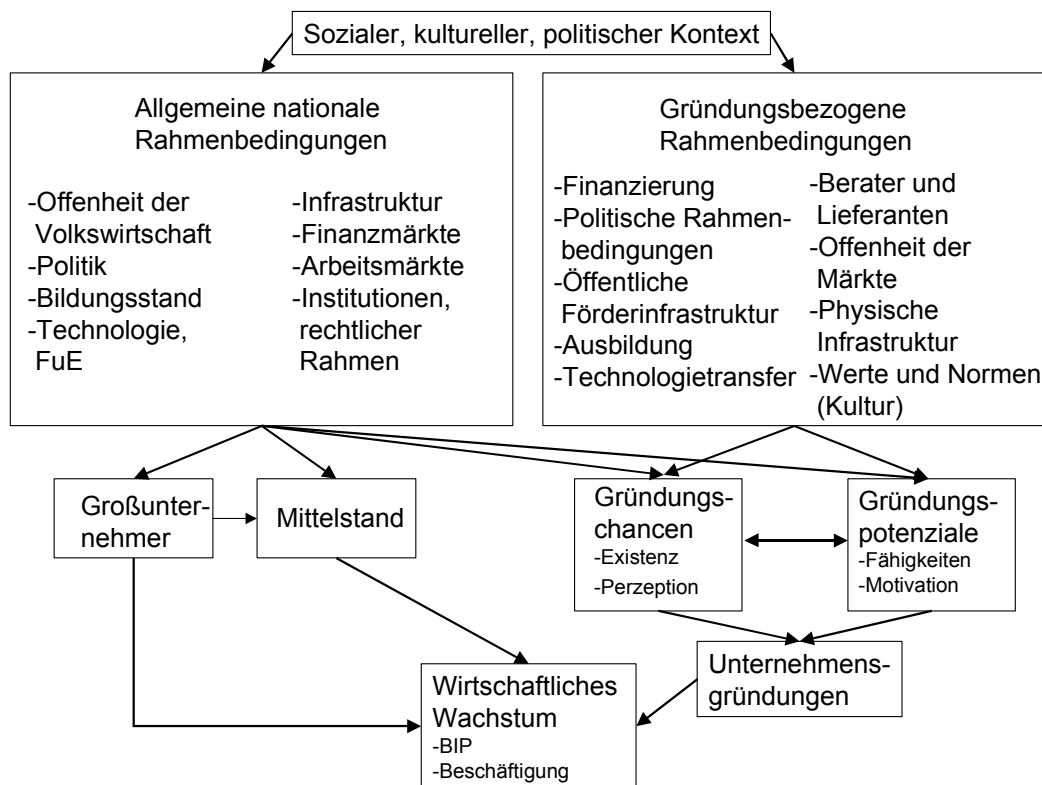 Sozialer, kultureller, politischer Kontext
Allgemeine nationale
Rahmenbedingungen
-Offenheit der
Volkswirtschaft
-Politik
-Bildungsstand
-Technologie,
FuE
-Infrastruktur
-Finanzmärkte
-Arbeitsmärkte
-Institutionen,
rechtlicher
Rahmen
Gründungsbezogene
Rahmenbedingungen
-Finanzierung
-Politische Rahmen-
bedingungen
-Öffentliche
Förderinfrastruktur
-Ausbildung
-Technologietransfer
-Berater und
Lieferanten
-Offenheit der
Märkte
-Physische
Infrastruktur
-Werte und Normen
(Kultur)
Großunter-
nehmer
Mittelstand
Gründungs-
chancen
-Existenz
-Perzeption
Gründungs-
potenziale
-Fähigkeiten
-Motivation
Unternehmens-
gründungen
Wirtschaftliches
Wachstum
-BIP
-Beschäftigung